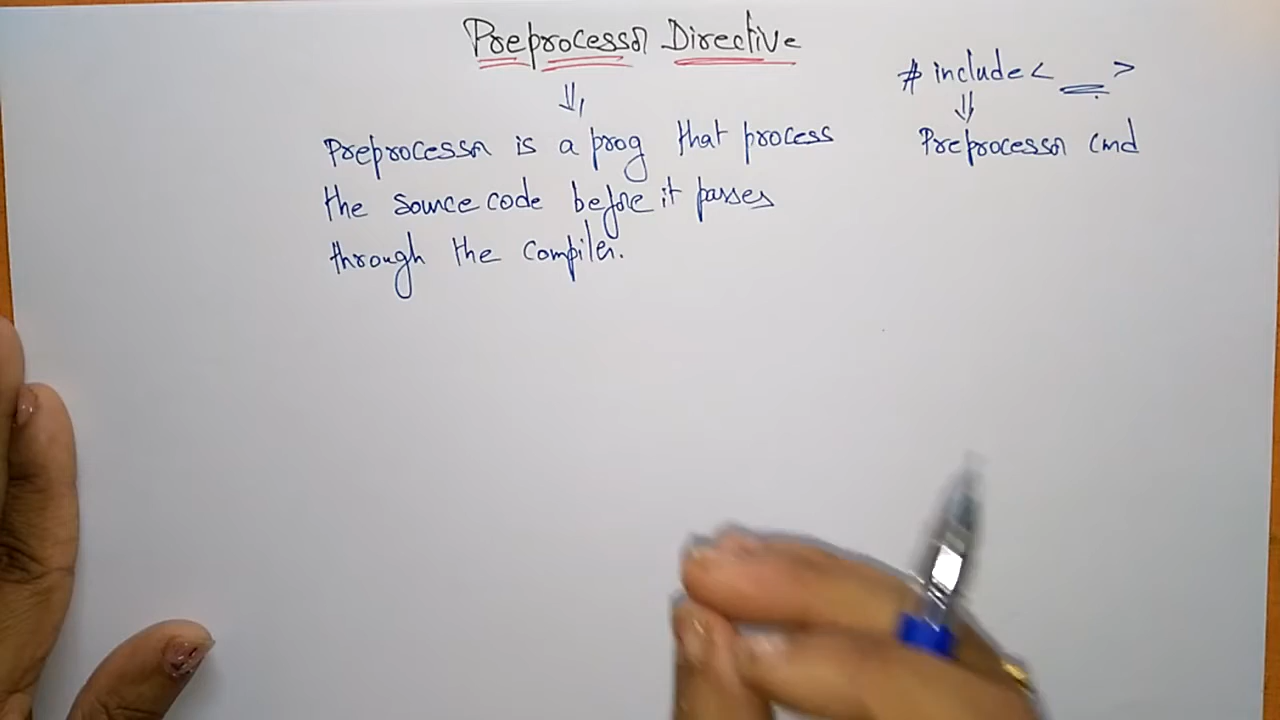 Preprocessor Directive
# include < __ >
Preprocessor cmd
Preprocessor is a prog that process
the source code before it passes
through the compiler.